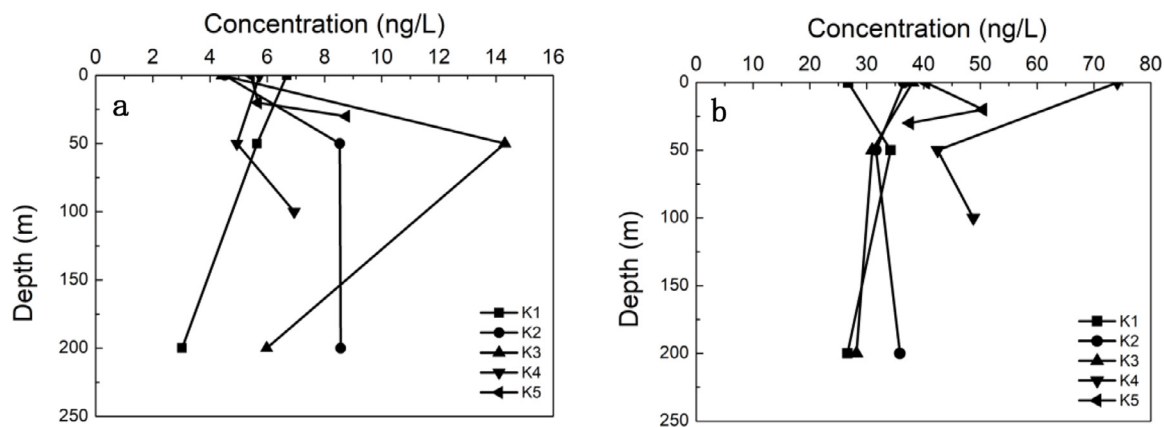 Concentration (ng/L)
0 2 4 6 8 10 12 14 16
0
50
100
150
200
250
Depth (m)
a
K1
K2
K3
K4
K5
Concentration (ng/L)
0 10 20 30 40 50 60 70 80
0
50
100
150
200
250
Depth (m)
b
K1
K2
K3
K4
K5